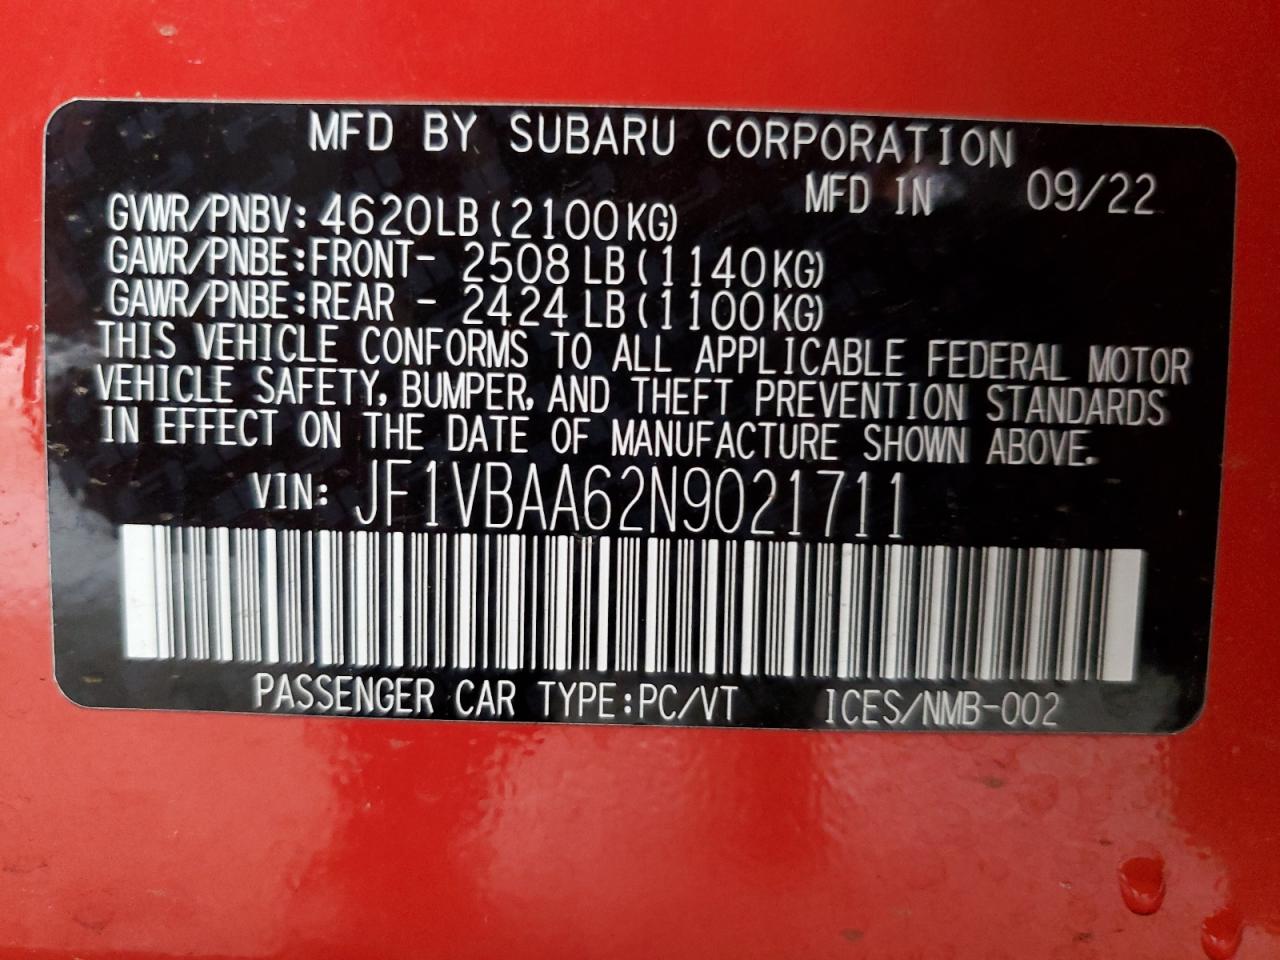 MFD BY SUBARU CORPORATION
MFD IN 09/22
GVWR/PNBV: 4620LB (2100KG)
GAWR/PNBE:FRONT- 2508 LB (1140KG)
GAWR/PNBE:REAR - 2424 LB (1100KG)
THIS VEHICLE CONFORMS TO ALL APPLICABLE FEDERAL MOTOR
VEHICLE SAFETY, BUMPER, AND THEFT PREVENTION STANDARDS
IN EFFECT ON THE DATE OF MANUFACTURE SHOWN ABOVE.
VIN: JF1VBAA62N9021711
PASSENGER CAR TYPE:PC/VT ICES/NMB-002